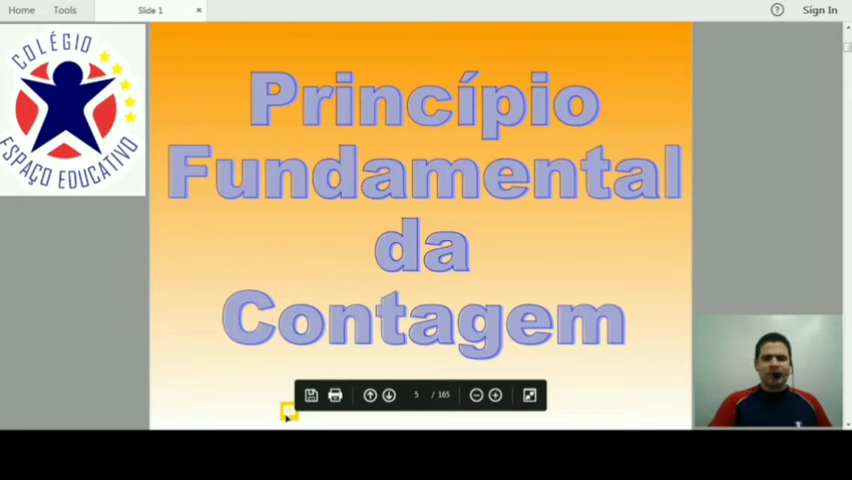 Home Tools Slide 1 × ? Sign In
COLÉGIO
ESPAÇO EDUCATIVO
Princípio
Fundamental
da
Contagem
5 / 165